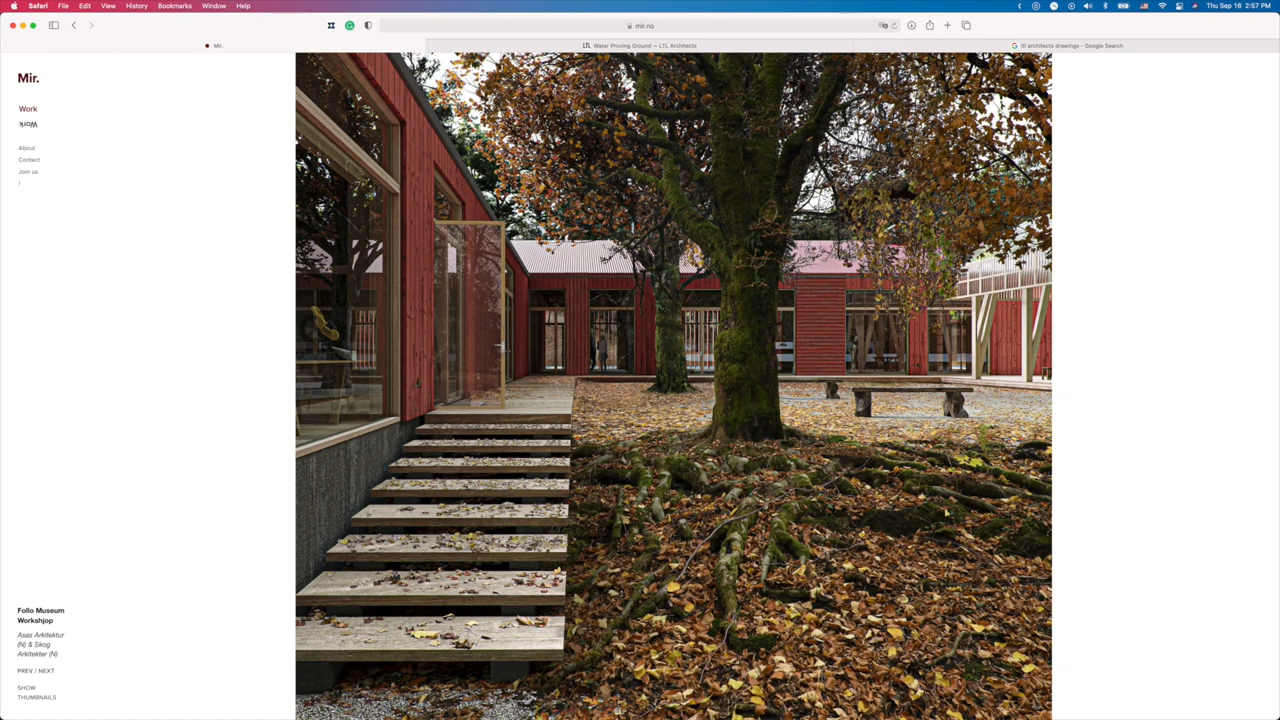 Safari File Edit View History Bookmarks Window Help
Thu Sep 16 2:57 PM
mir.no
Mir.
Water Proving Ground — LTL Architects
ltl architects drawings - Google Search
Mir.
Work
Work
About
Contact
Join us
!
Follo Museum
Workshjop
Asas Arkitektur
(N) & Skog
Arkitekter (N)
PREV / NEXT
SHOW
THUMBNAILS